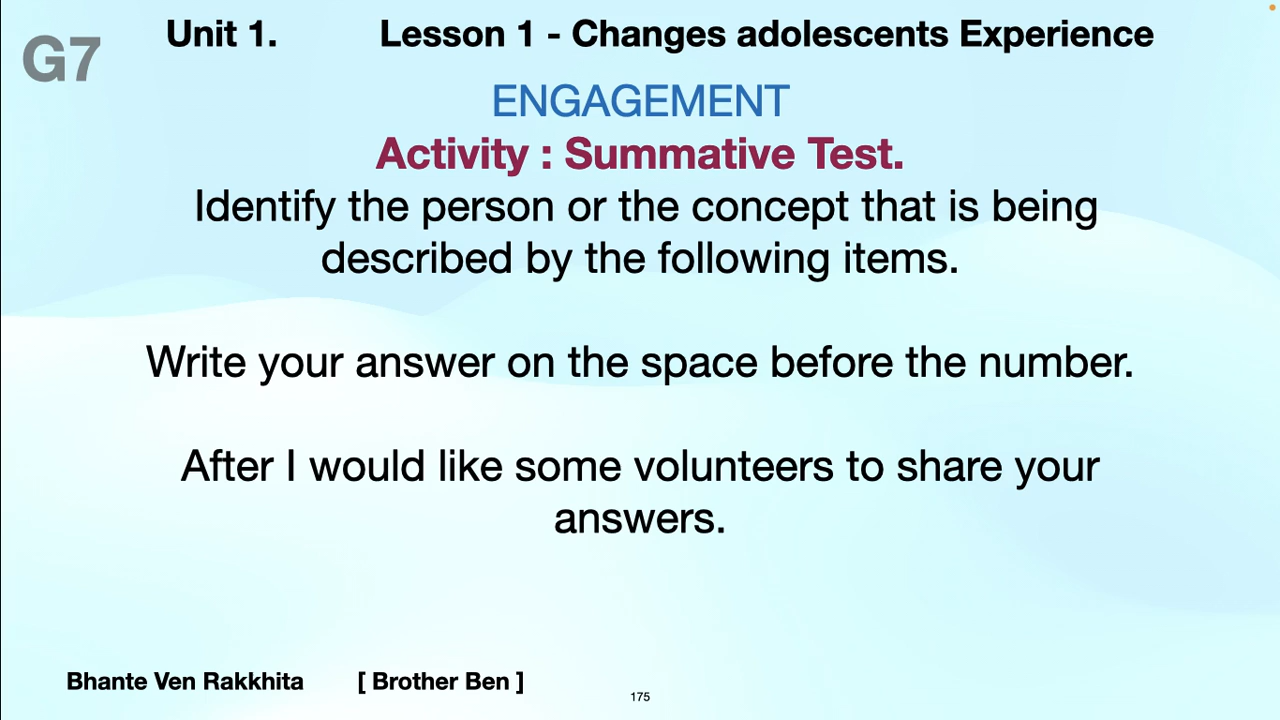 G7
Unit 1. Lesson 1 - Changes adolescents Experience
ENGAGEMENT
Activity : Summative Test.
Identify the person or the concept that is being
described by the following items.
Write your answer on the space before the number.
After I would like some volunteers to share your
answers.
Bhante Ven Rakkhita [ Brother Ben ]
175